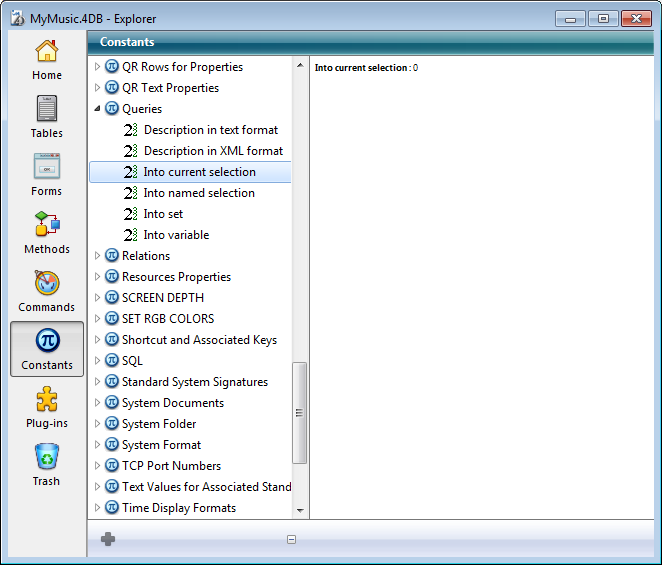 MyMusic.4DB - Explorer
Home
Tables
Forms
Methods
Commands
Constants
Plug-ins
Trash
Constants
QR Rows for Properties
QR Text Properties
Queries
Description in text format
Description in XML format
Into current selection
Into named selection
Into set
Into variable
Relations
Resources Properties
SCREEN DEPTH
SET RGB COLORS
Shortcut and Associated Keys
SQL
Standard System Signatures
System Documents
System Folder
System Format
TCP Port Numbers
Text Values for Associated Stand
Time Display Formats
Into current selection : 0